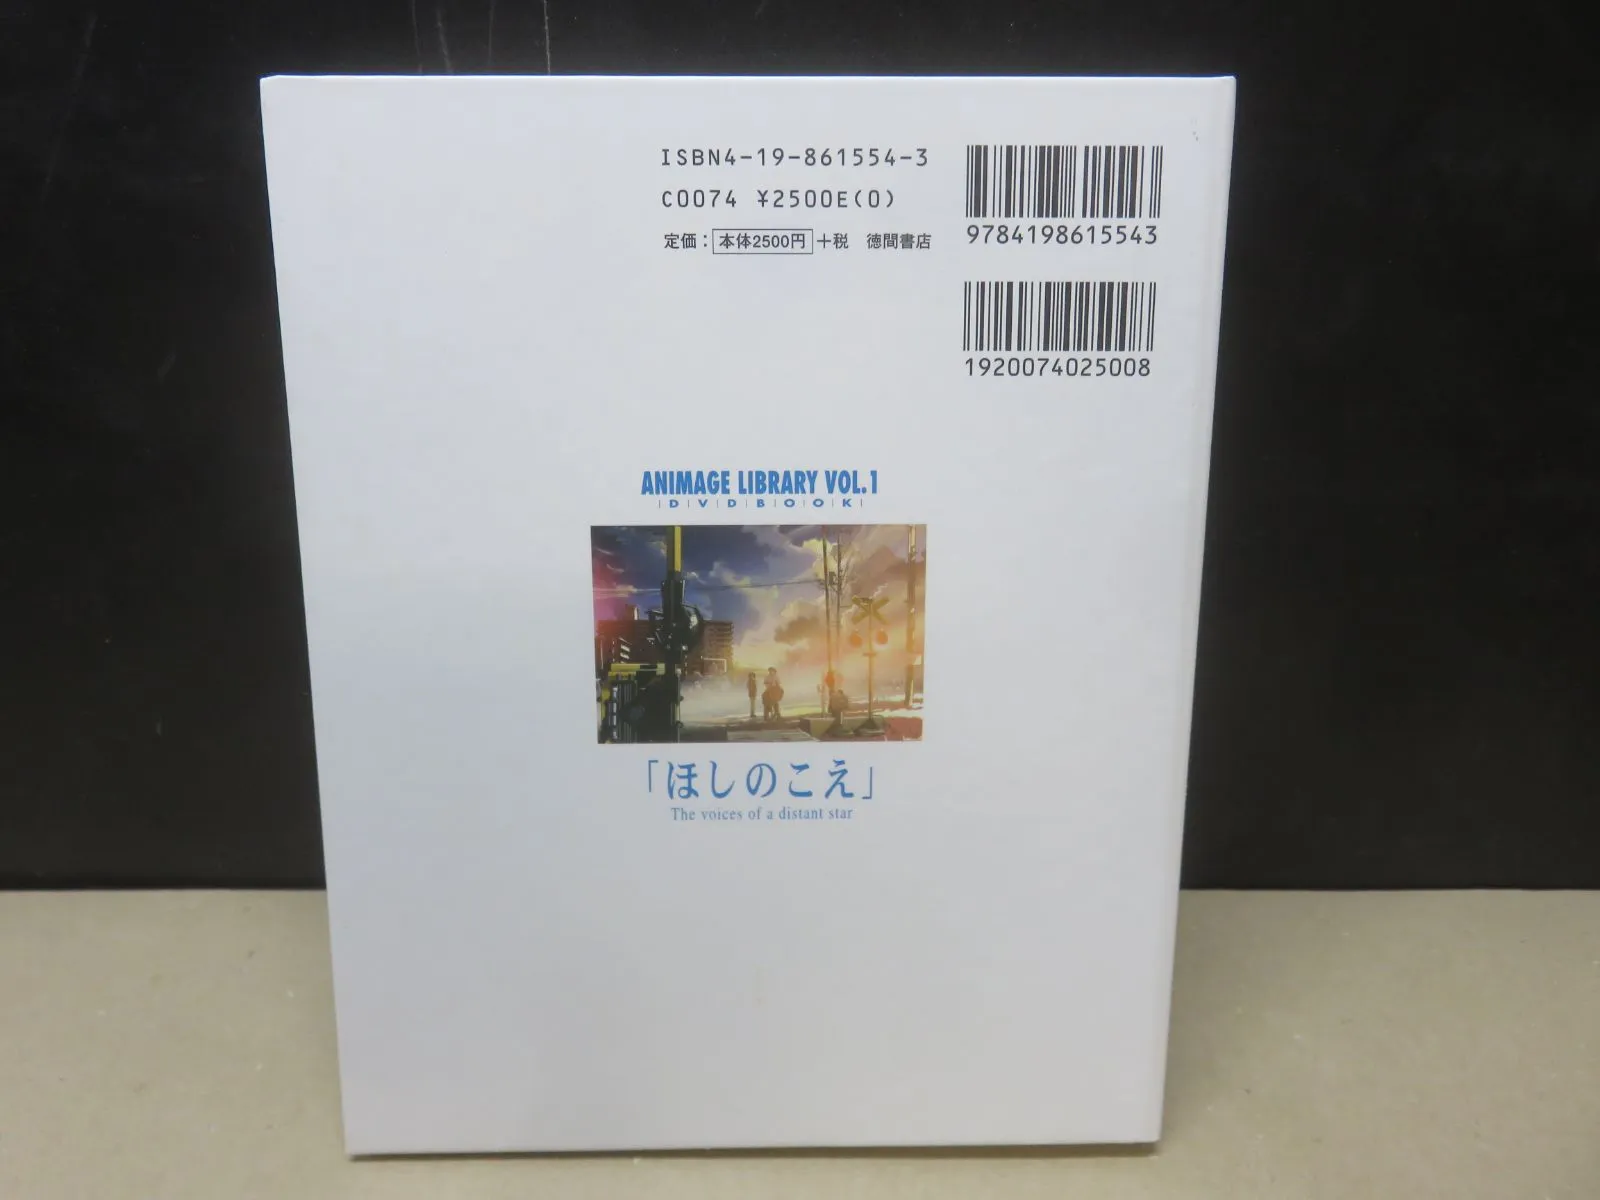 ISBN4-19-861554-3
C0074 ¥2500E(0)
定価：本体2500円＋税 徳間書店
9784198615543
1920074025008
ANIMAGE LIBRARY VOL.1
DVDBOOK
「ほしのこえ」
The voices of a distant star